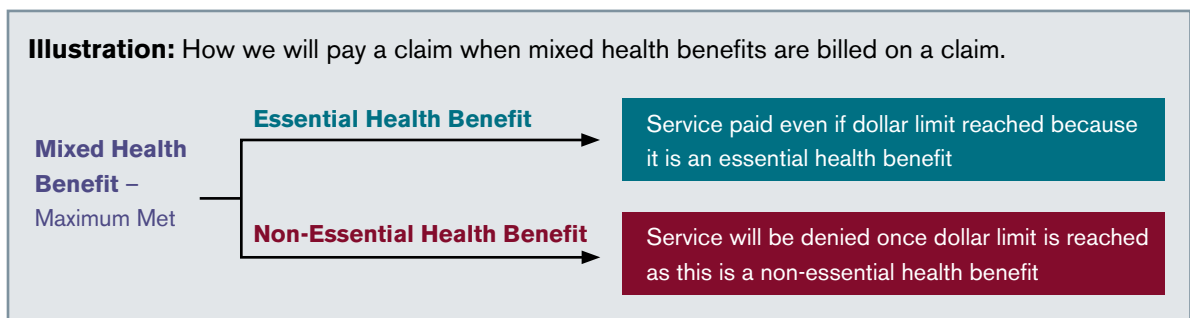 Illustration: How we will pay a claim when mixed health benefits are billed on a claim.
Mixed Health
Benefit –
Maximum Met
Essential Health Benefit
Service paid even if dollar limit reached because
it is an essential health benefit
Non-Essential Health Benefit
Service will be denied once dollar limit is reached
as this is a non-essential health benefit